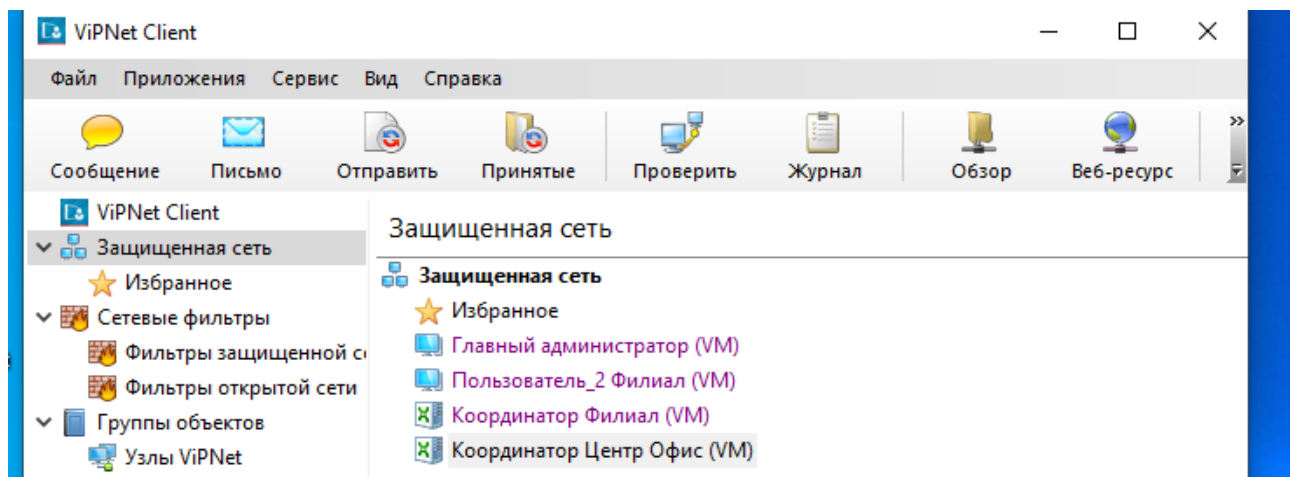 ViPNet Client
Файл Приложения Сервис Вид Справка
Сообщение Письмо Отправить Принятые Проверить Журнал Обзор Веб-ресурс
ViPNet Client
Защищенная сеть
Избранное
Сетевые фильтры
Фильтры защищенной
Фильтры открытой сети
Группы объектов
Узлы ViPNet
Защищенная сеть
Защищенная сеть
Избранное
Главный администратор (VM)
Пользователь_2 Филиал (VM)
Координатор Филиал (VM)
Координатор Центр Офис (VM)